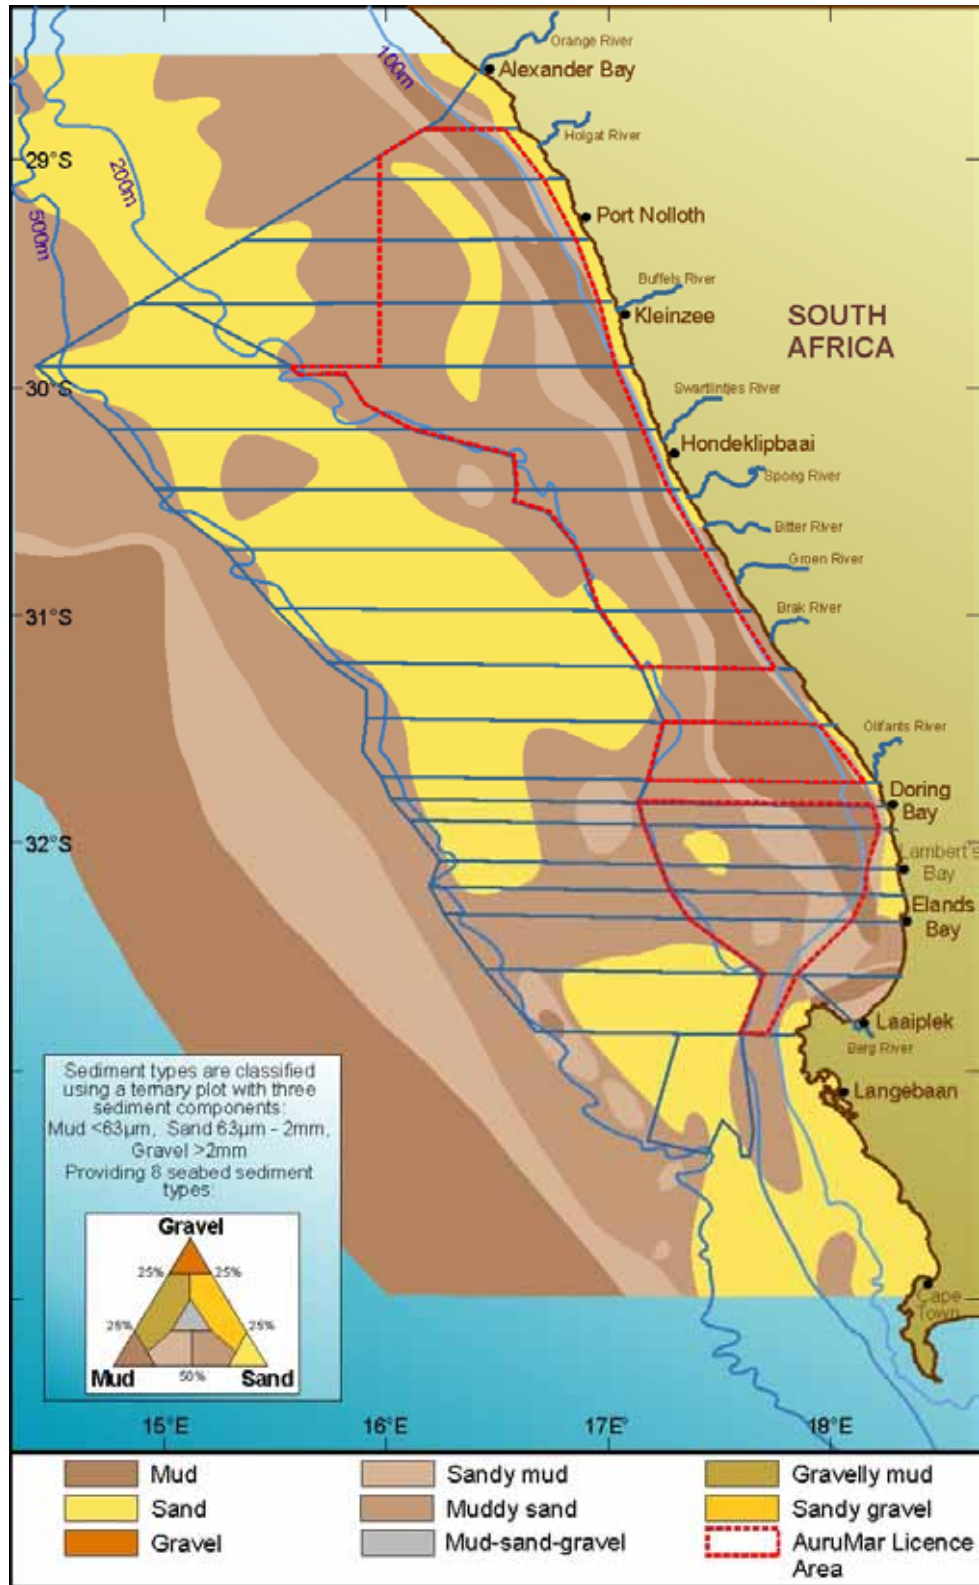 Orange River
100m
Alexander Bay
Holgat River
29°S
200m
500m
Port Nolloth
Buffels River
Kleinzee
SOUTH
AFRICA
30°S
Swartlintjes River
Hondeklipbaai
Spoeg River
Bitter River
Groen River
31°S
Brak River
Olifants River
Doring
Bay
32°S
Lambert's
Bay
Elands
Bay
Laaiplek
Berg River
Langebaan
Sediment types are classified
using a ternary plot with three
sediment components:
Mud <63µm, Sand 63µm - 2mm,
Gravel >2mm
Providing 8 seabed sediment
types:
Gravel
25% 25%
25% 25%
Mud 50% Sand
Cape
Town
15°E 16°E 17°E 18°E
Mud Sandy mud Gravelly mud
Sand Muddy sand Sandy gravel
Gravel Mud-sand-gravel AuruMar Licence
Area